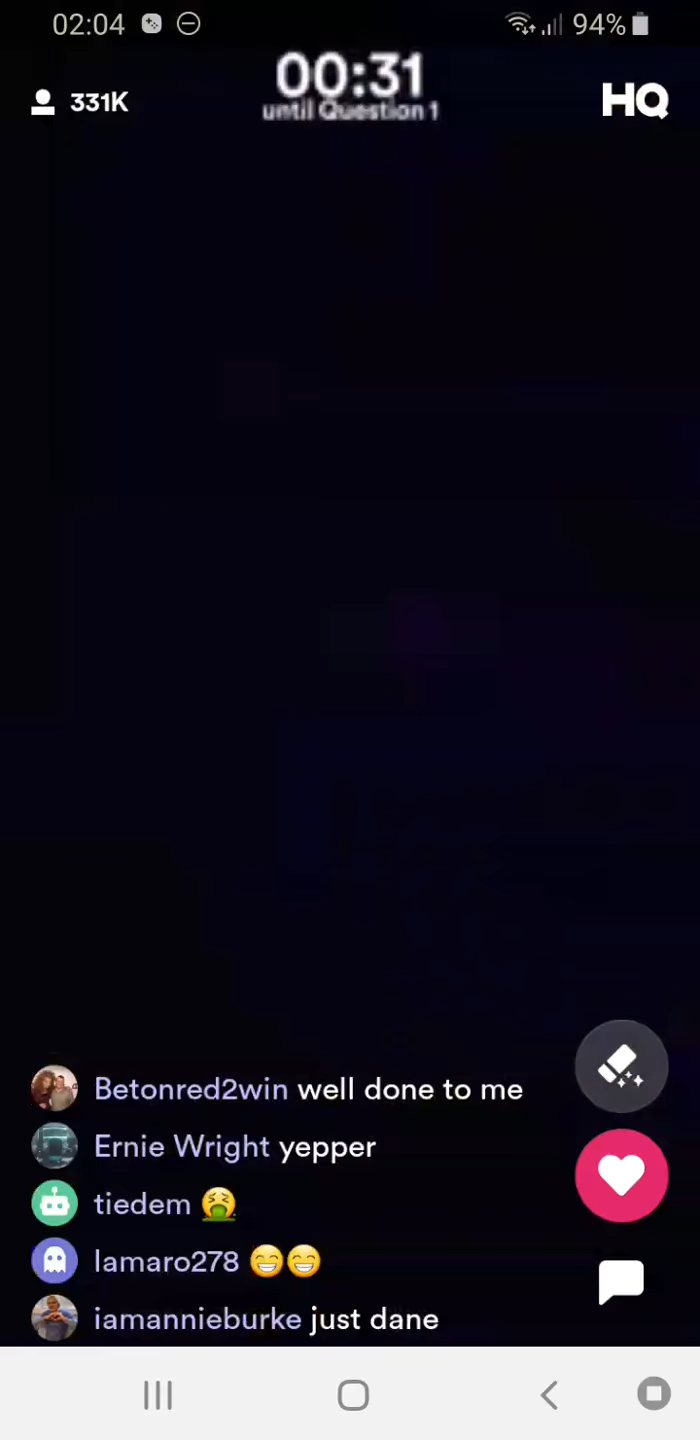 02:04
94%
331K
00:31
until Question 1
HQ
Betonred2win well done to me
Ernie Wright yepper
tiedem 🤮
lamaro278 😁😁
iamannieburke just dane